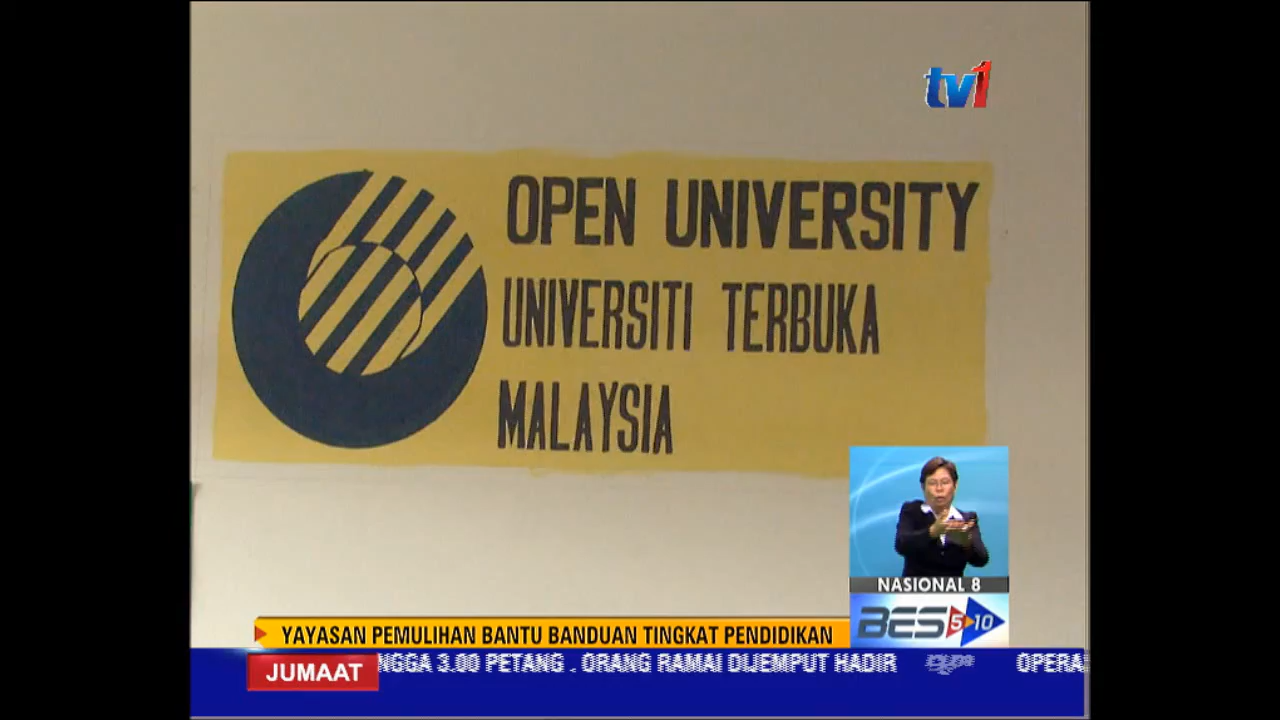 tv1
OPEN UNIVERSITY
UNIVERSITI TERBUKA
MALAYSIA
NASIONAL 8
BES 5 10
YAYASAN PEMULIHAN BANTU BANDUAN TINGKAT PENDIDIKAN
JUMAAT
NGGA 3.00 PETANG . ORANG RAMAI DIJEMPUT HADIR
OPERA